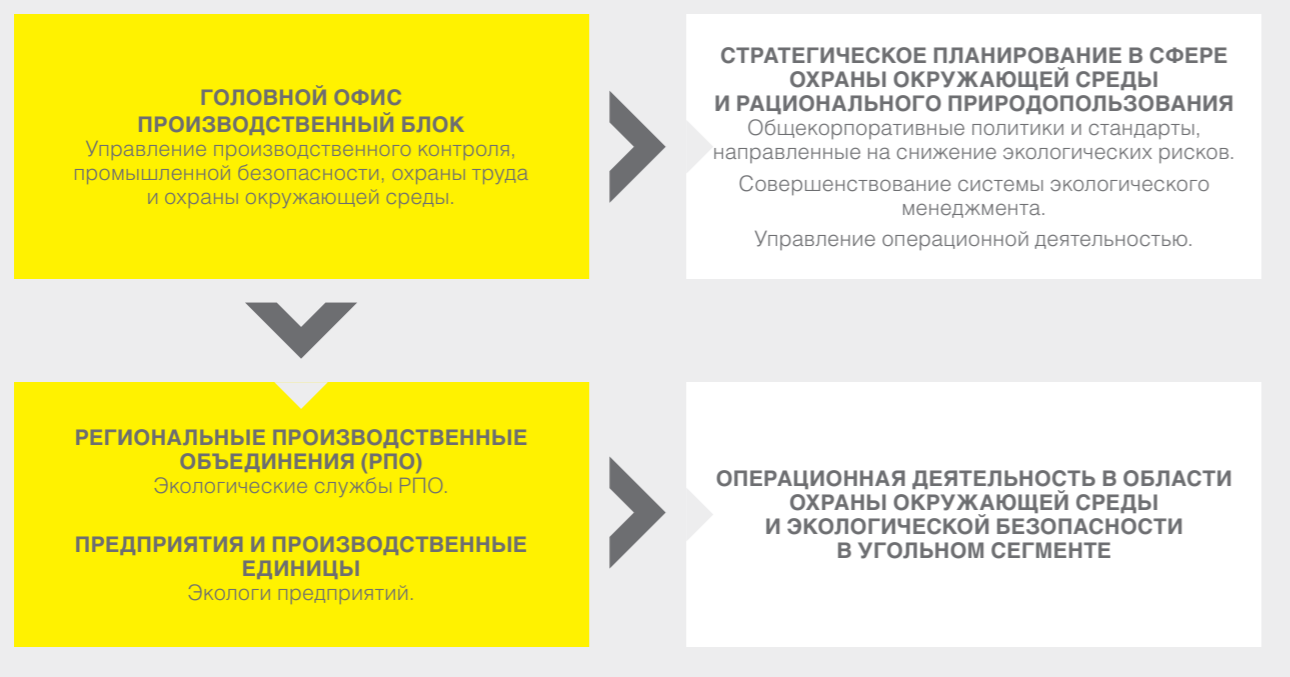 ГОЛОВНОЙ ОФИС
ПРОИЗВОДСТВЕННЫЙ БЛОК
Управление производственного контроля,
промышленной безопасности, охраны труда
и охраны окружающей среды.
СТРАТЕГИЧЕСКОЕ ПЛАНИРОВАНИЕ В СФЕРЕ
ОХРАНЫ ОКРУЖАЮЩЕЙ СРЕДЫ
И РАЦИОНАЛЬНОГО ПРИРОДОПОЛЬЗОВАНИЯ
Общекорпоративные политики и стандарты,
направленные на снижение экологических рисков.
Совершенствование системы экологического
менеджмента.
Управление операционной деятельностью.
РЕГИОНАЛЬНЫЕ ПРОИЗВОДСТВЕННЫЕ
ОБЪЕДИНЕНИЯ (РПО)
Экологические службы РПО.
ПРЕДПРИЯТИЯ И ПРОИЗВОДСТВЕННЫЕ
ЕДИНИЦЫ
Экологи предприятий.
ОПЕРАЦИОННАЯ ДЕЯТЕЛЬНОСТЬ В ОБЛАСТИ
ОХРАНЫ ОКРУЖАЮЩЕЙ СРЕДЫ
И ЭКОЛОГИЧЕСКОЙ БЕЗОПАСНОСТИ
В УГОЛЬНОМ СЕГМЕНТЕ